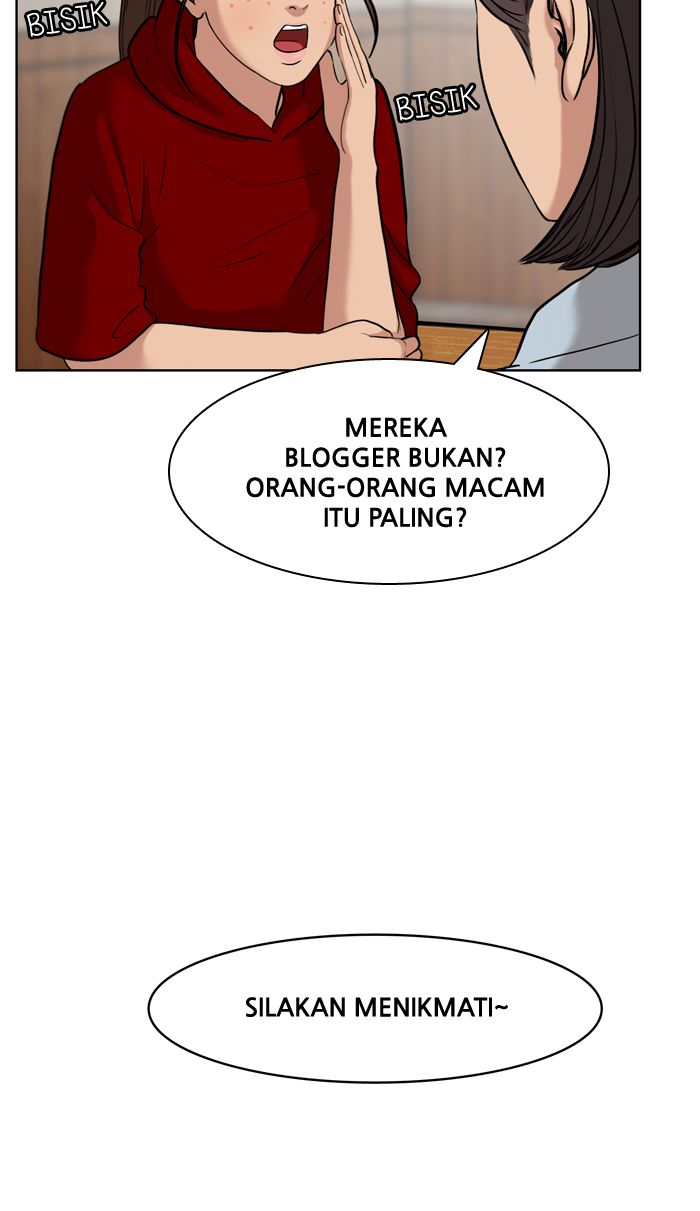 BISIK
BISIK
MEREKA
BLOGGER BUKAN?
ORANG-ORANG MACAM
ITU PALING?
SILAKAN MENIKMATI~